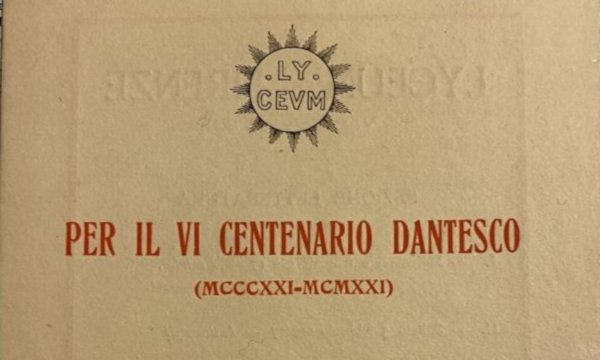 .LY.
CEVM
PER IL VI CENTENARIO DANTESCO
(MCCCXXI-MCMXXI)